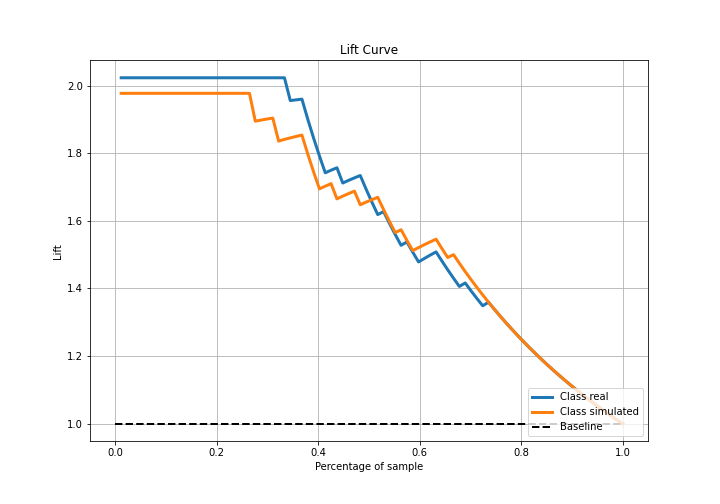 Lift Curve
Lift
2.0
1.8
1.6
1.4
1.2
1.0
0.0
0.2
0.4
0.6
0.8
1.0
Percentage of sample
Class real
Class simulated
Baseline